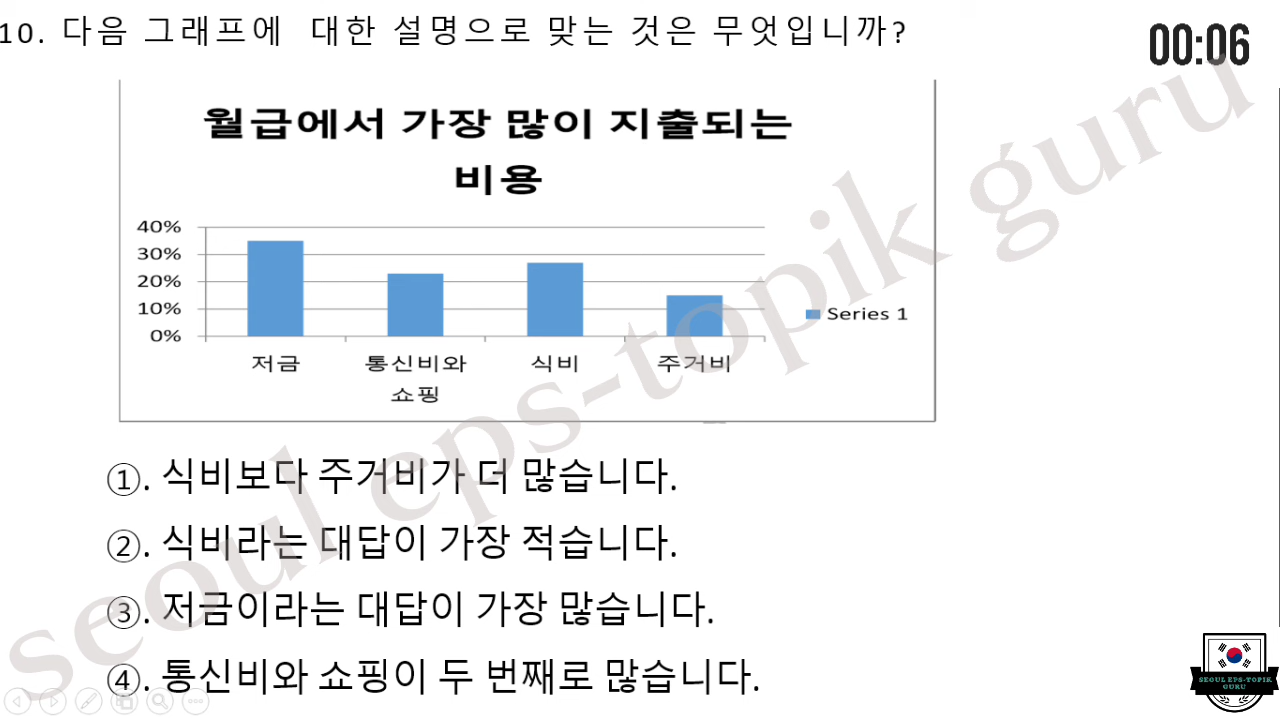 10. 다음 그래프에 대한 설명으로 맞는 것은 무엇입니까?
00:06
월급에서 가장 많이 지출되는
비용
40%
30%
20%
10%
0%
저금 통신비와 식비 주거비
쇼핑
Series 1
①. 식비보다 주거비가 더 많습니다.
②. 식비라는 대답이 가장 적습니다.
③. 저금이라는 대답이 가장 많습니다.
④. 통신비와 쇼핑이 두 번째로 많습니다.
seoul eps-topik guru
SEOUL EPS-TOPIK
GURU